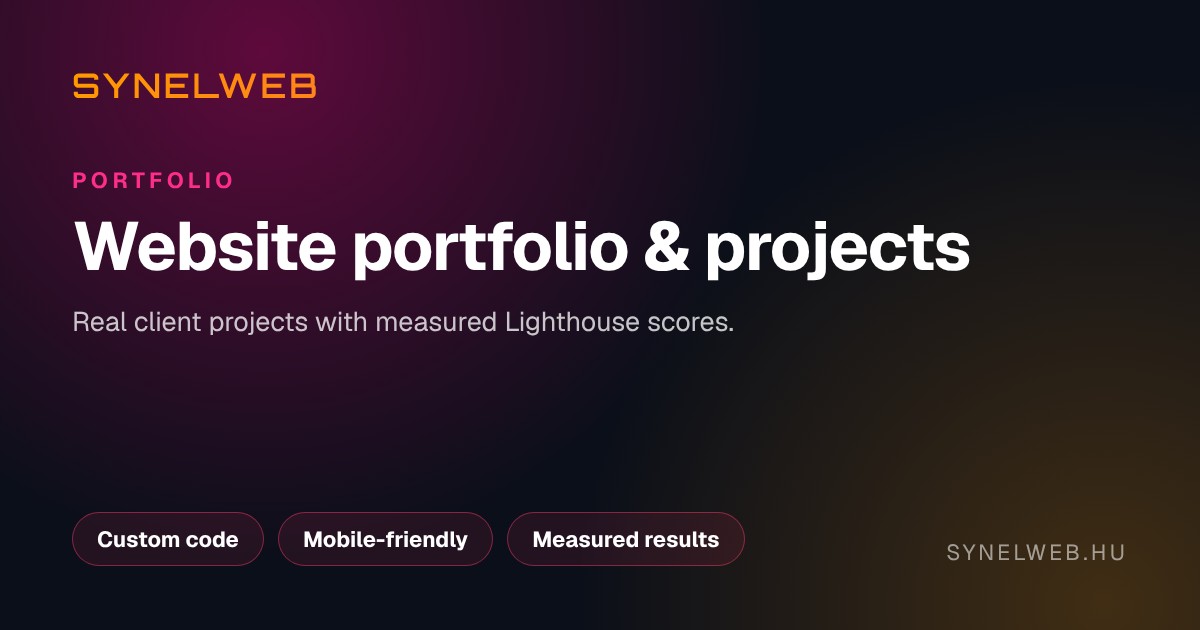 SYNELWEB
PORTFOLIO
Website portfolio & projects
Real client projects with measured Lighthouse scores.
Custom code
Mobile-friendly
Measured results
SYNELWEB.HU